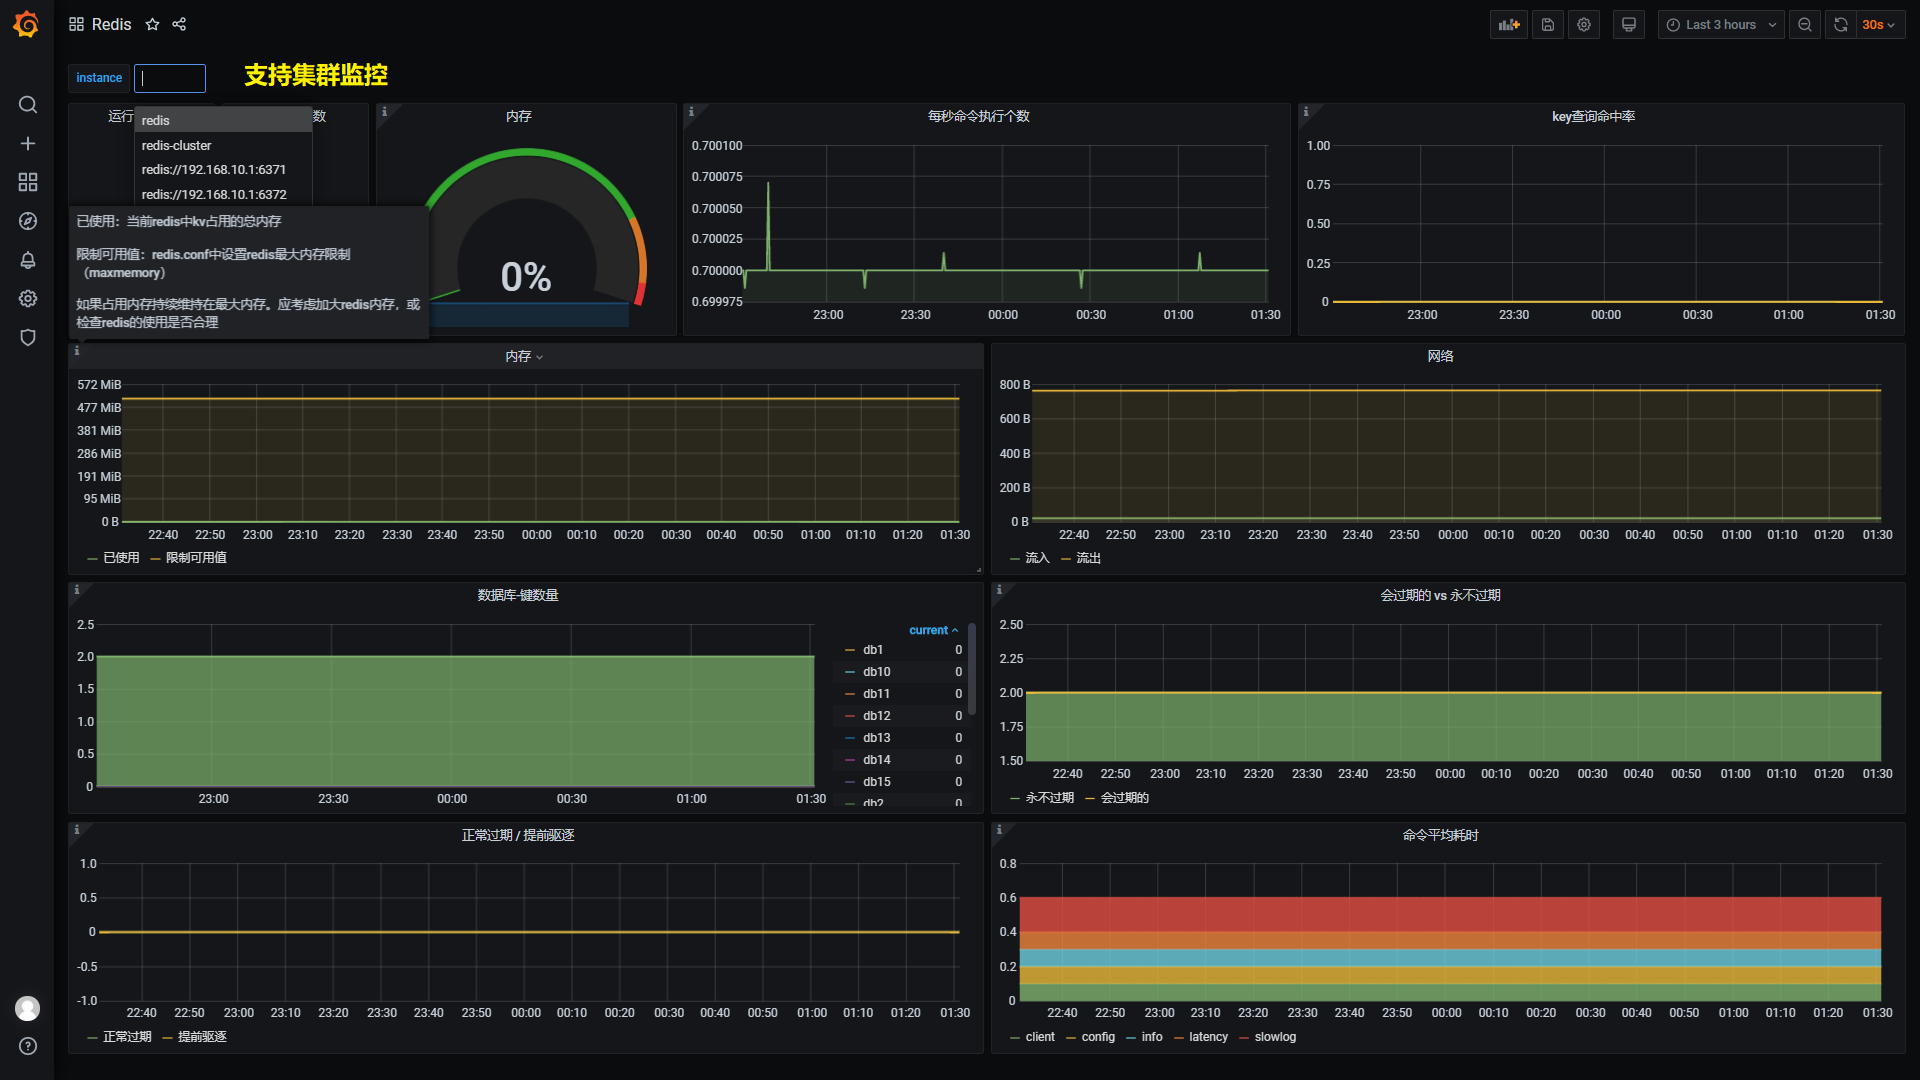 Redis
Last 3 hours
30s
instance
支持集群监控
redis
redis-cluster
redis://192.168.10.1:6371
redis://192.168.10.1:6372
运行
数
已使用：当前redis中kv占用的总内存
限制可用值：redis.conf中设置redis最大内存限制
（maxmemory）
如果占用内存持续维持在最大内存。应考虑加大redis内存，或
检查redis的使用是否合理
内存
0%
每秒命令执行个数
0.700100
0.700075
0.700050
0.700025
0.700000
0.699975
23:00 23:30 00:00 00:30 01:00 01:30
key查询命中率
1.00
0.75
0.50
0.25
0
23:00 23:30 00:00 00:30 01:00 01:30
内存
572 MiB
477 MiB
381 MiB
286 MiB
191 MiB
95 MiB
0 B
22:40 22:50 23:00 23:10 23:20 23:30 23:40 23:50 00:00 00:10 00:20 00:30 00:40 00:50 01:00 01:10 01:20 01:30
已使用 限制可用值
网络
800 B
600 B
400 B
200 B
0 B
22:40 22:50 23:00 23:10 23:20 23:30 23:40 23:50 00:00 00:10 00:20 00:30 00:40 00:50 01:00 01:10 01:20 01:30
流入 流出
数据库-键数量
2.5
2.0
1.5
1.0
0.5
0
23:00 23:30 00:00 00:30 01:00 01:30
current
db1 0
db10 0
db11 0
db12 0
db13 0
db14 0
db15 0
db2 0
会过期的 vs 永不过期
2.50
2.25
2.00
1.75
1.50
22:40 22:50 23:00 23:10 23:20 23:30 23:40 23:50 00:00 00:10 00:20 00:30 00:40 00:50 01:00 01:10 01:20 01:30
永不过期 会过期的
正常过期 / 提前驱逐
1.0
0.5
0
-0.5
-1.0
22:40 22:50 23:00 23:10 23:20 23:30 23:40 23:50 00:00 00:10 00:20 00:30 00:40 00:50 01:00 01:10 01:20 01:30
正常过期 提前驱逐
命令平均耗时
0.8
0.6
0.4
0.2
0
22:40 22:50 23:00 23:10 23:20 23:30 23:40 23:50 00:00 00:10 00:20 00:30 00:40 00:50 01:00 01:10 01:20 01:30
client config info latency slowlog